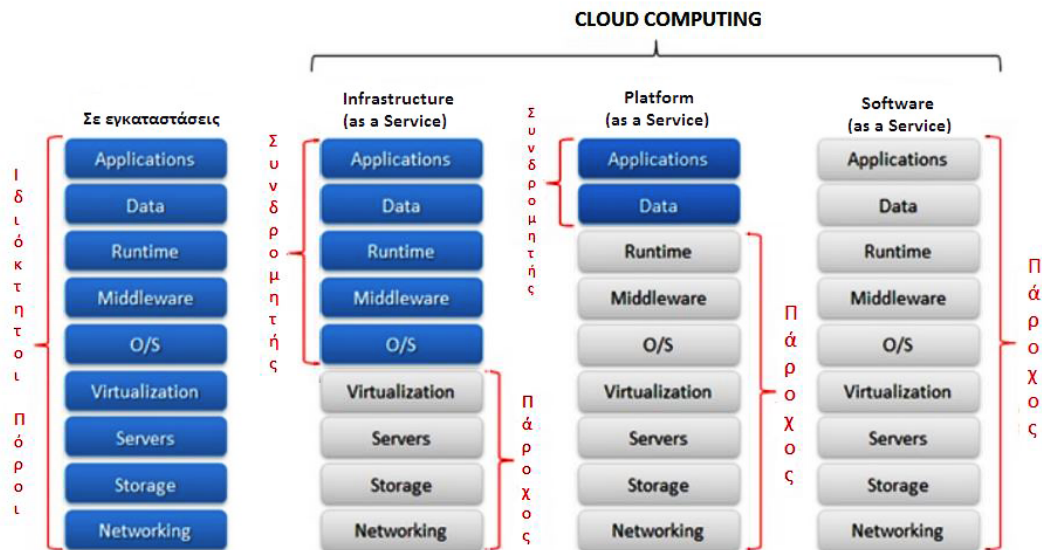 CLOUD COMPUTING
Σε εγκαταστάσεις
Ιδιόκτητοι Πόροι
Applications
Data
Runtime
Middleware
O/S
Virtualization
Servers
Storage
Networking
Infrastructure
(as a Service)
Συνδρομητής
Applications
Data
Runtime
Middleware
O/S
Virtualization
Servers
Storage
Networking
Πάροχος
Platform
(as a Service)
Συνδρομητής
Applications
Data
Runtime
Middleware
O/S
Virtualization
Servers
Storage
Networking
Πάροχος
Software
(as a Service)
Applications
Data
Runtime
Middleware
O/S
Virtualization
Servers
Storage
Networking
Πάροχος